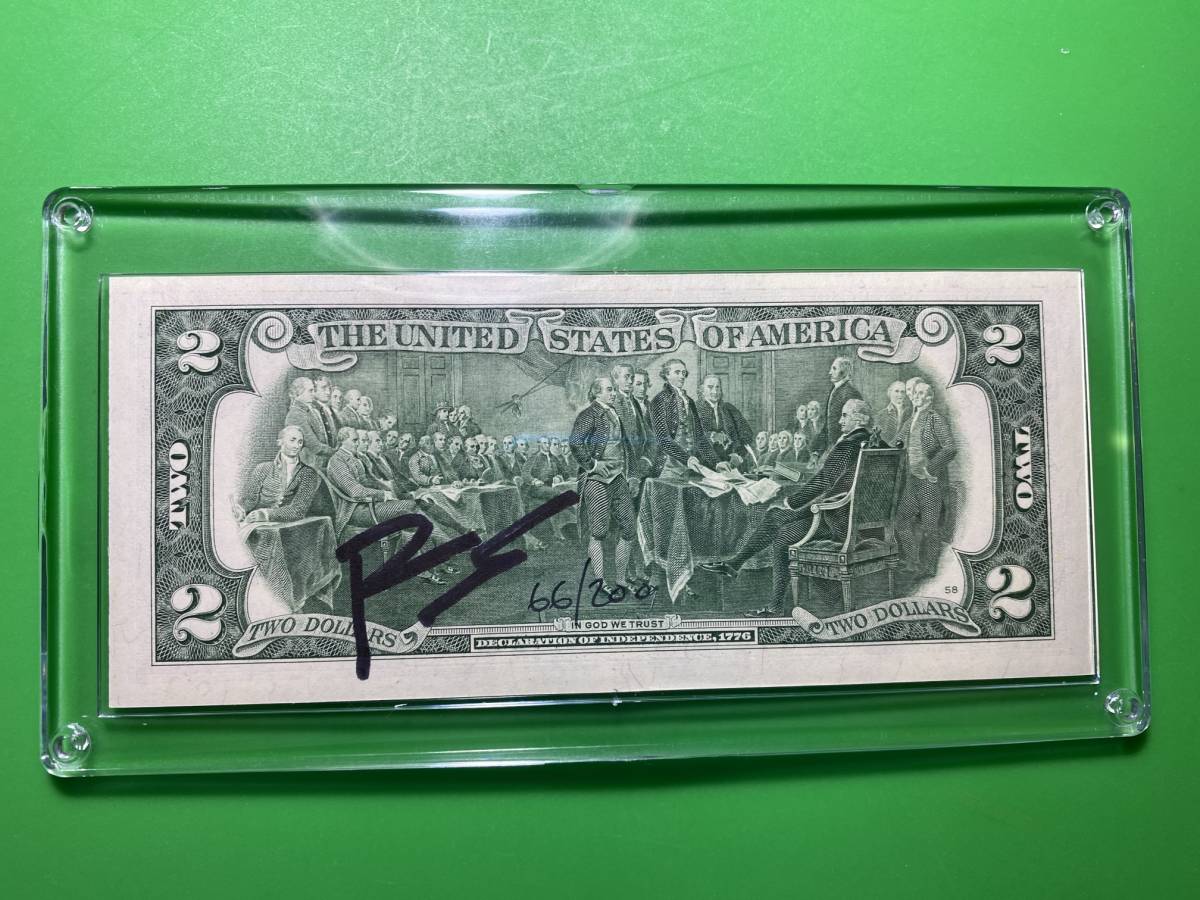 THE UNITED STATES OF AMERICA
2
2
TWO
TWO
2
2
58
66/200
TWO DOLLARS
TWO DOLLARS
IN GOD WE TRUST
DECLARATION OF INDEPENDENCE, 1776